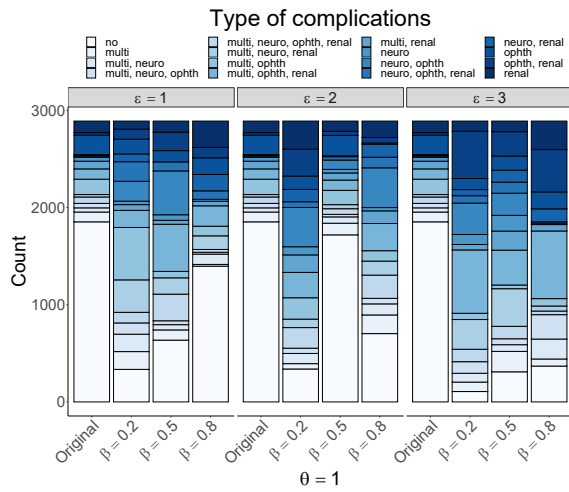 Type of complications
no
multi
multi, neuro
multi, neuro, ophth
multi, neuro, ophth, renal
multi, neuro, renal
multi, ophth
multi, ophth, renal
multi, renal
neuro
neuro, ophth
neuro, ophth, renal
neuro, renal
ophth
ophth, renal
renal
ε = 1 ε = 2 ε = 3
3000
2000
1000
0
Count
Original β = 0.2 β = 0.5 β = 0.8 Original β = 0.2 β = 0.5 β = 0.8 Original β = 0.2 β = 0.5 β = 0.8
θ = 1